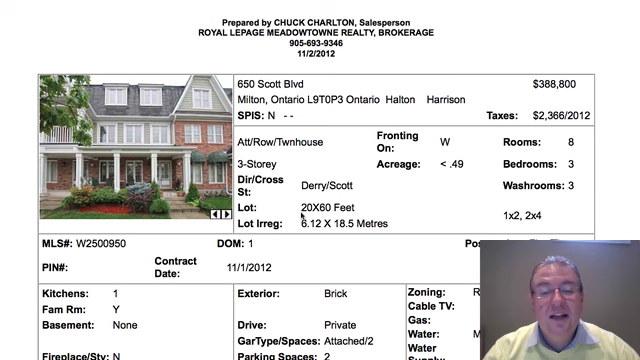 Prepared by CHUCK CHARLTON, Salesperson
ROYAL LEPAGE MEADOWTOWNE REALTY, BROKERAGE
905-693-9346
11/2/2012
650 Scott Blvd $388,800
Milton, Ontario L9T0P3 Ontario Halton Harrison
SPIS: N - - Taxes: $2,366/2012
Att/Row/Twnhouse Fronting On: W Rooms: 8
3-Storey Acreage: < .49 Bedrooms: 3
Dir/Cross St: Derry/Scott Washrooms: 3
Lot: 20X60 Feet 1x2, 2x4
Lot Irreg: 6.12 X 18.5 Metres
MLS#: W2500950 DOM: 1
PIN#: Contract Date: 11/1/2012
Kitchens: 1 Exterior: Brick Zoning:
Fam Rm: Y Cable TV:
Basement: None Drive: Private Gas:
GarType/Spaces: Attached/2 Water:
Fireplace/Stv: N Parking Spaces: 2 Water